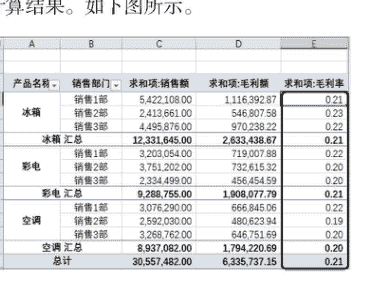 计算结果。如下图所示。
A B C D E
产品名称 销售部门 求和项:销售额 求和项:毛利额 求和项:毛利率
冰箱 销售1部 5,422,108.00 1,116,392.87 0.21
销售2部 2,413,661.00 546,807.58 0.23
销售3部 4,495,876.00 970,238.22 0.22
冰箱 汇总 12,331,645.00 2,633,438.67 0.21
彩电 销售1部 3,203,054.00 719,007.88 0.22
销售2部 3,751,202.00 732,615.32 0.20
销售3部 2,334,499.00 456,454.59 0.20
彩电 汇总 9,288,755.00 1,908,077.79 0.21
空调 销售1部 3,076,290.00 666,845.06 0.22
销售2部 2,592,030.00 480,623.94 0.19
销售3部 3,268,762.00 646,751.69 0.20
空调 汇总 8,937,082.00 1,794,220.69 0.20
总计 30,557,482.00 6,335,737.15 0.21